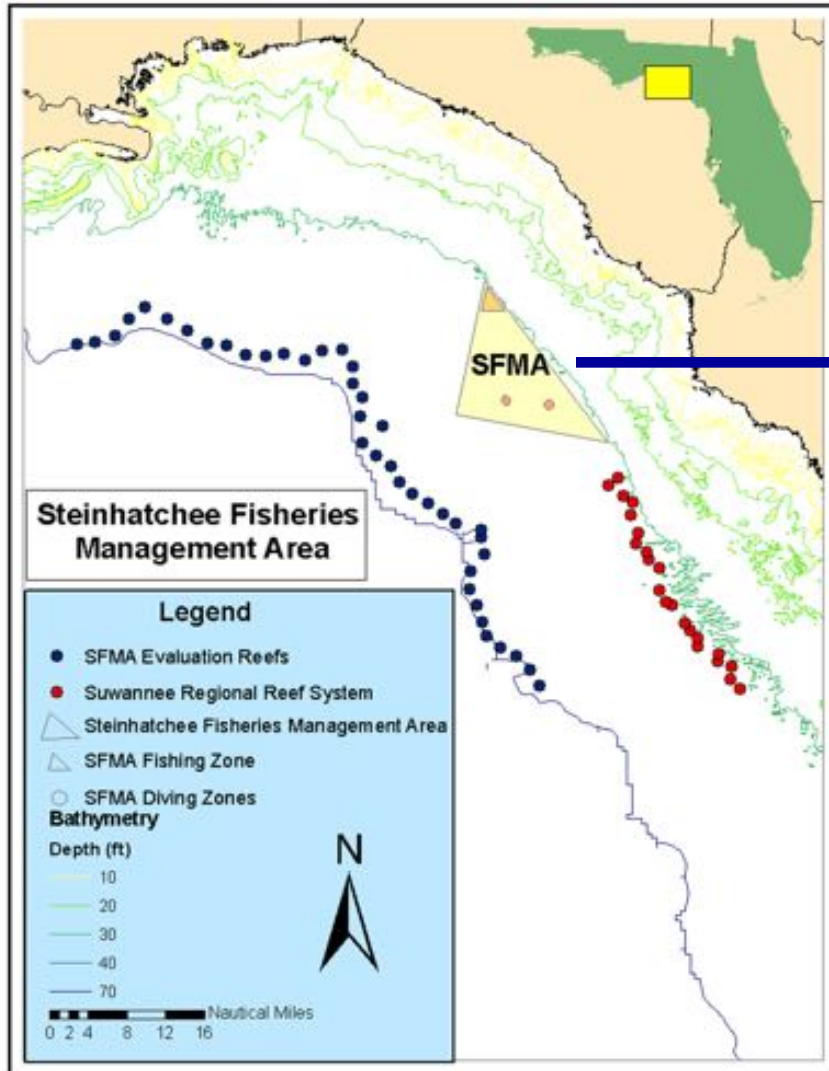 SFMA
Steinhatchee Fisheries
Management Area
Legend
SFMA Evaluation Reefs
Suwannee Regional Reef System
Steinhatchee Fisheries Management Area
SFMA Fishing Zone
SFMA Diving Zones
Bathymetry
Depth (ft)
10
20
30
40
70
N
Nautical Miles
0 2 4 8 12 16